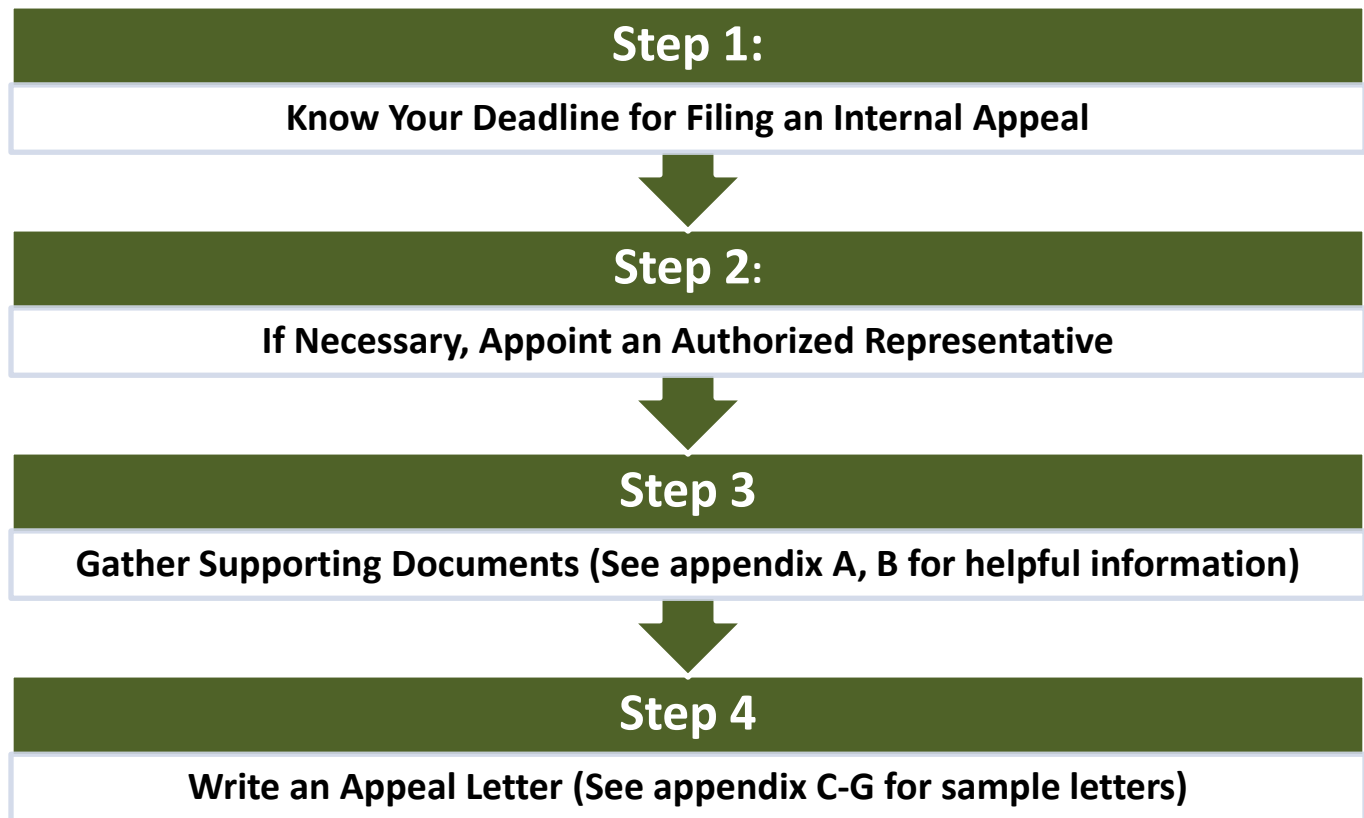 Step 1:
Know Your Deadline for Filing an Internal Appeal
Step 2:
If Necessary, Appoint an Authorized Representative
Step 3
Gather Supporting Documents (See appendix A, B for helpful information)
Step 4
Write an Appeal Letter (See appendix C-G for sample letters)